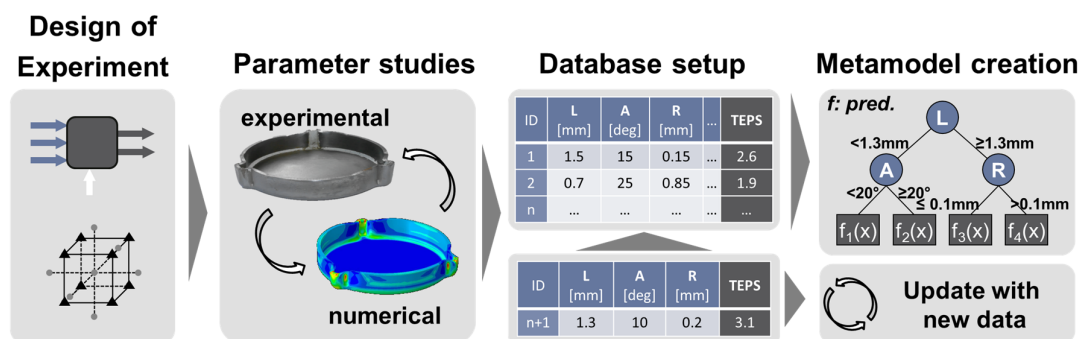 Design of
Experiment
Parameter studies
experimental
numerical
Database setup
ID L A R ... TEPS
[mm] [deg] [mm]
1 1.5 15 0.15 ... 2.6
2 0.7 25 0.85 ... 1.9
n ... ... ... ... ...
ID L A R TEPS
[mm] [deg] [mm]
n+1 1.3 10 0.2 3.1
Metamodel creation
f: pred.
L
<1.3mm ≥1.3mm
A R
<20° ≥20° ≤ 0.1mm >0.1mm
f₁(x) f₂(x) f₃(x) f₄(x)
Update with
new data